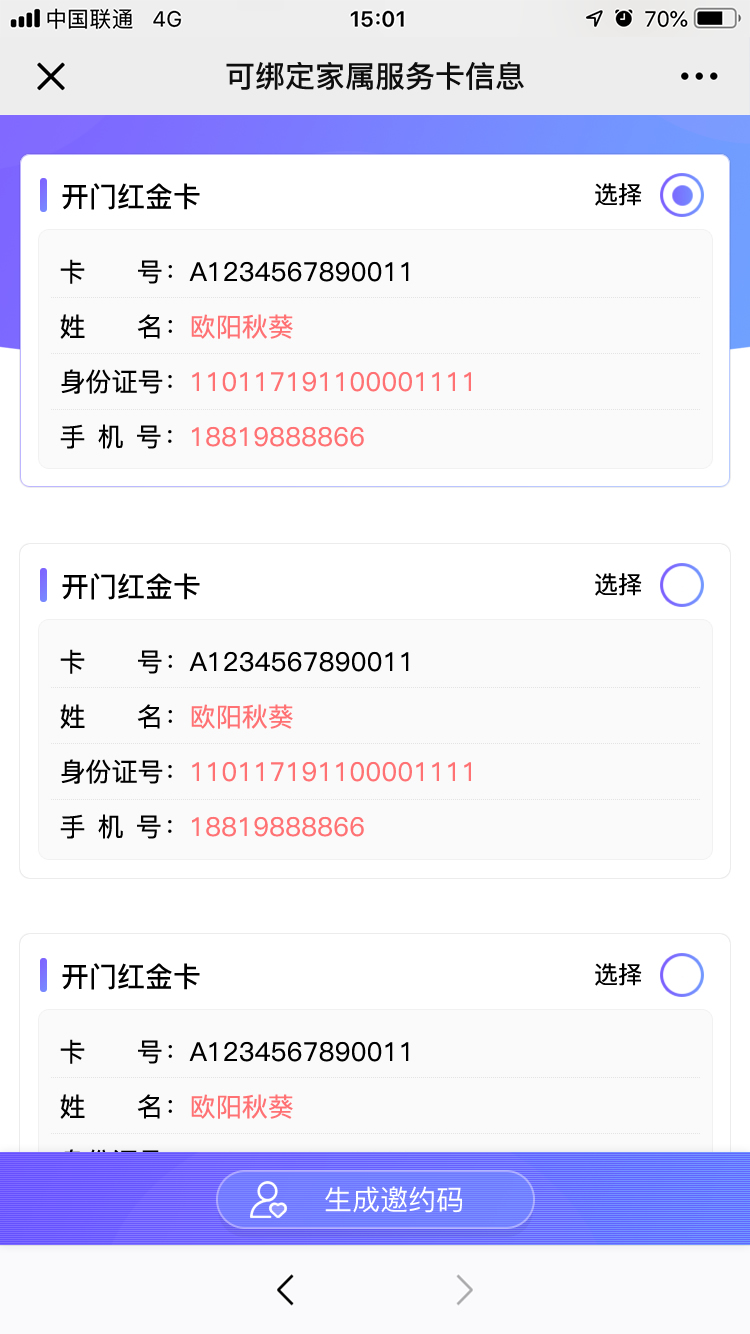 中国联通 4G 15:01 70%
可绑定家属服务卡信息
开门红金卡 选择
卡 号：A1234567890011
姓 名：欧阳秋葵
身份证号：110117191100001111
手 机 号：18819888866
开门红金卡 选择
卡 号：A1234567890011
姓 名：欧阳秋葵
身份证号：110117191100001111
手 机 号：18819888866
开门红金卡 选择
卡 号：A1234567890011
姓 名：欧阳秋葵
生成邀约码